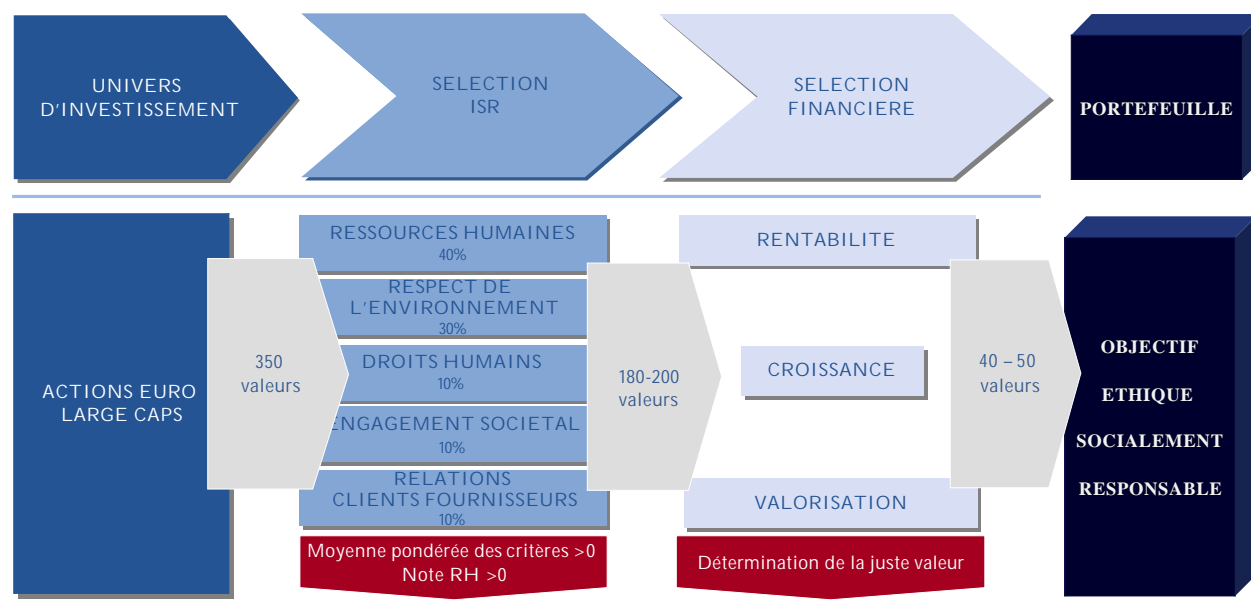 UNIVERS
D'INVESTISSEMENT
SELECTION
ISR
SELECTION
FINANCIERE
PORTEFEUILLE
ACTIONS EURO
LARGE CAPS
350
valeurs
RESSOURCES HUMAINES
40%
RESPECT DE
L'ENVIRONNEMENT
30%
DROITS HUMAINS
10%
ENGAGEMENT SOCIETAL
10%
RELATIONS
CLIENTS FOURNISSEURS
10%
Moyenne pondérée des critères >0
Note RH >0
180-200
valeurs
RENTABILITE
CROISSANCE
VALORISATION
Détermination de la juste valeur
40 – 50
valeurs
OBJECTIF
ETHIQUE
SOCIALEMENT
RESPONSABLE